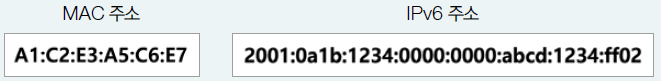 MAC 주소
A1:C2:E3:A5:C6:E7
IPv6 주소
2001:0a1b:1234:0000:0000:abcd:1234:ff02